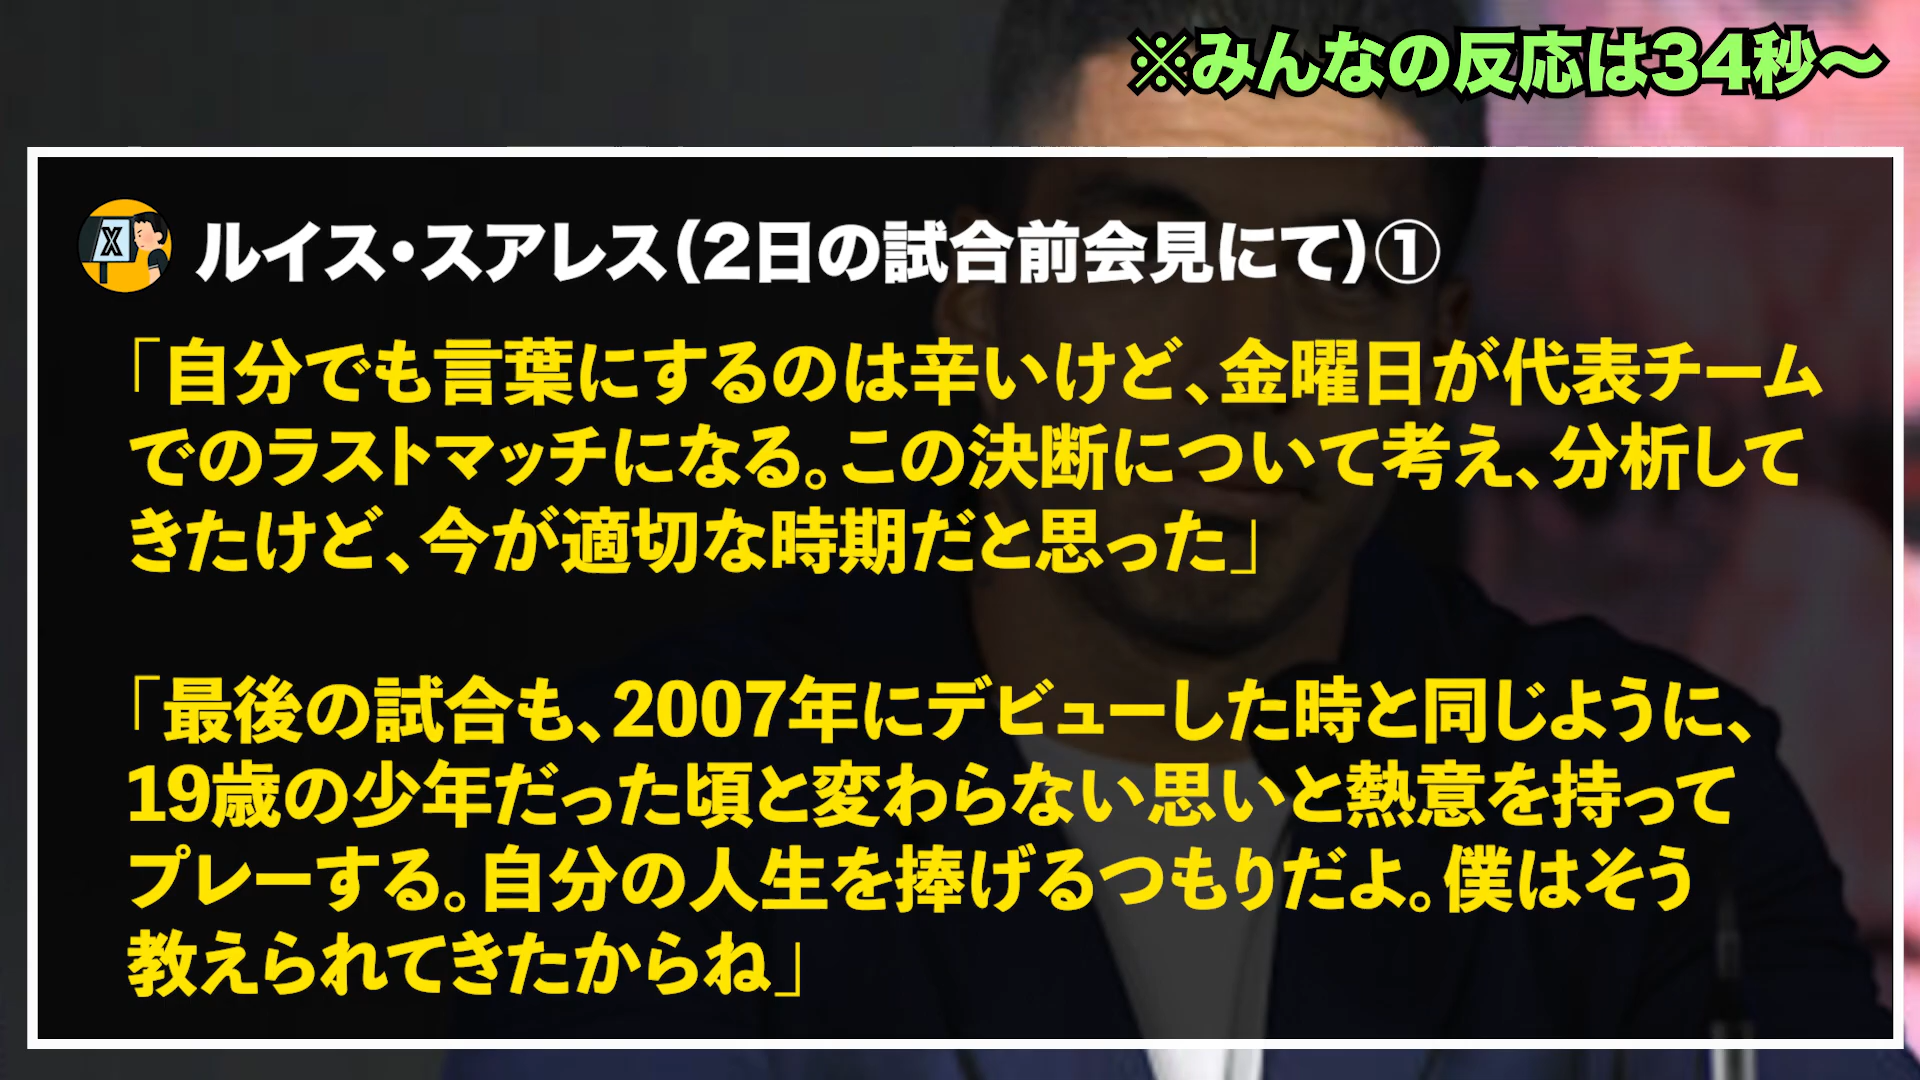 ※みんなの反応は34秒～
X
ルイス・スアレス(2日の試合前会見にて)①
「自分でも言葉にするのは辛いけど、金曜日が代表チーム
でのラストマッチになる。この決断について考え、分析して
きたけど、今が適切な時期だと思った」
「最後の試合も、2007年にデビューした時と同じように、
19歳の少年だった頃と変わらない思いと熱意を持って
プレーする。自分の人生を捧げるつもりだよ。僕はそう
教えられてきたからね」